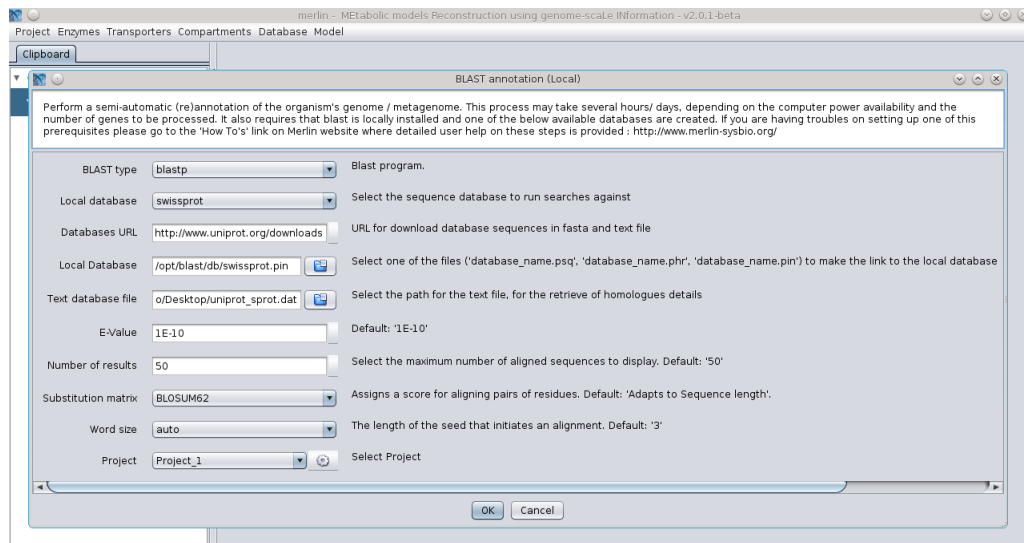 merlin - MEtabolic models Reconstruction using genome-scaLe INformation - v2.0.1-beta
Project Enzymes Transporters Compartments Database Model
Clipboard
BLAST annotation (Local)
Perform a semi-automatic (re)annotation of the organism's genome / metagenome. This process may take several hours/ days, depending on the computer power availability and the
number of genes to be processed. It also requires that blast is locally installed and one of the below available databases are created. If you are having troubles on setting up one of this
prerequisites please go to the 'How To's' link on Merlin website where detailed user help on these steps is provided : http://www.merlin-sysbio.org/
BLAST type blastp Blast program.
Local database swissprot Select the sequence database to run searches against
Databases URL http://www.uniprot.org/downloads URL for download database sequences in fasta and text file
Local Database /opt/blast/db/swissprot.pin Select one of the files ('database_name.psq', 'database_name.phr', 'database_name.pin') to make the link to the local database
Text database file o/Desktop/uniprot_sprot.dat Select the path for the text file, for the retrieve of homologues details
E-Value 1E-10 Default: '1E-10'
Number of results 50 Select the maximum number of aligned sequences to display. Default: '50'
Substitution matrix BLOSUM62 Assigns a score for aligning pairs of residues. Default: 'Adapts to Sequence length'.
Word size auto The length of the seed that initiates an alignment. Default: '3'
Project Project_1 Select Project
OK Cancel